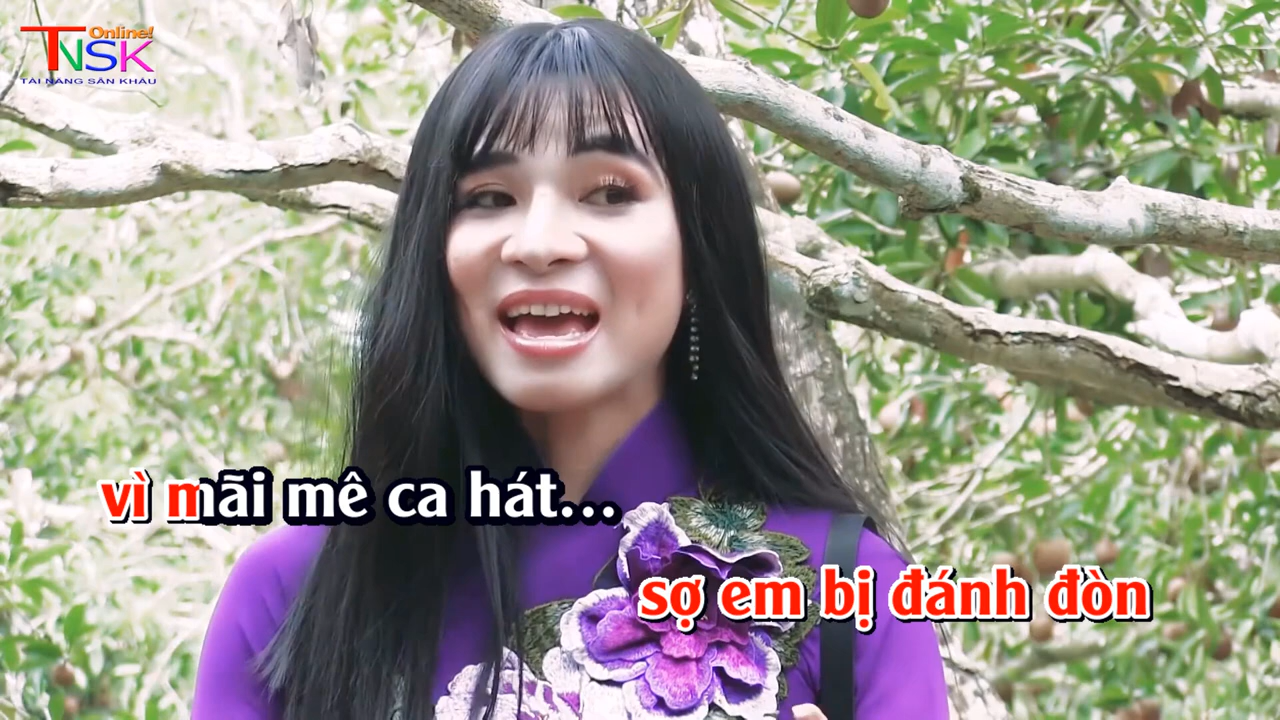 Online!
TNSK
TÀI NĂNG SÂN KHẤU
vì mãi mê ca hát...
sợ em bị đánh đòn